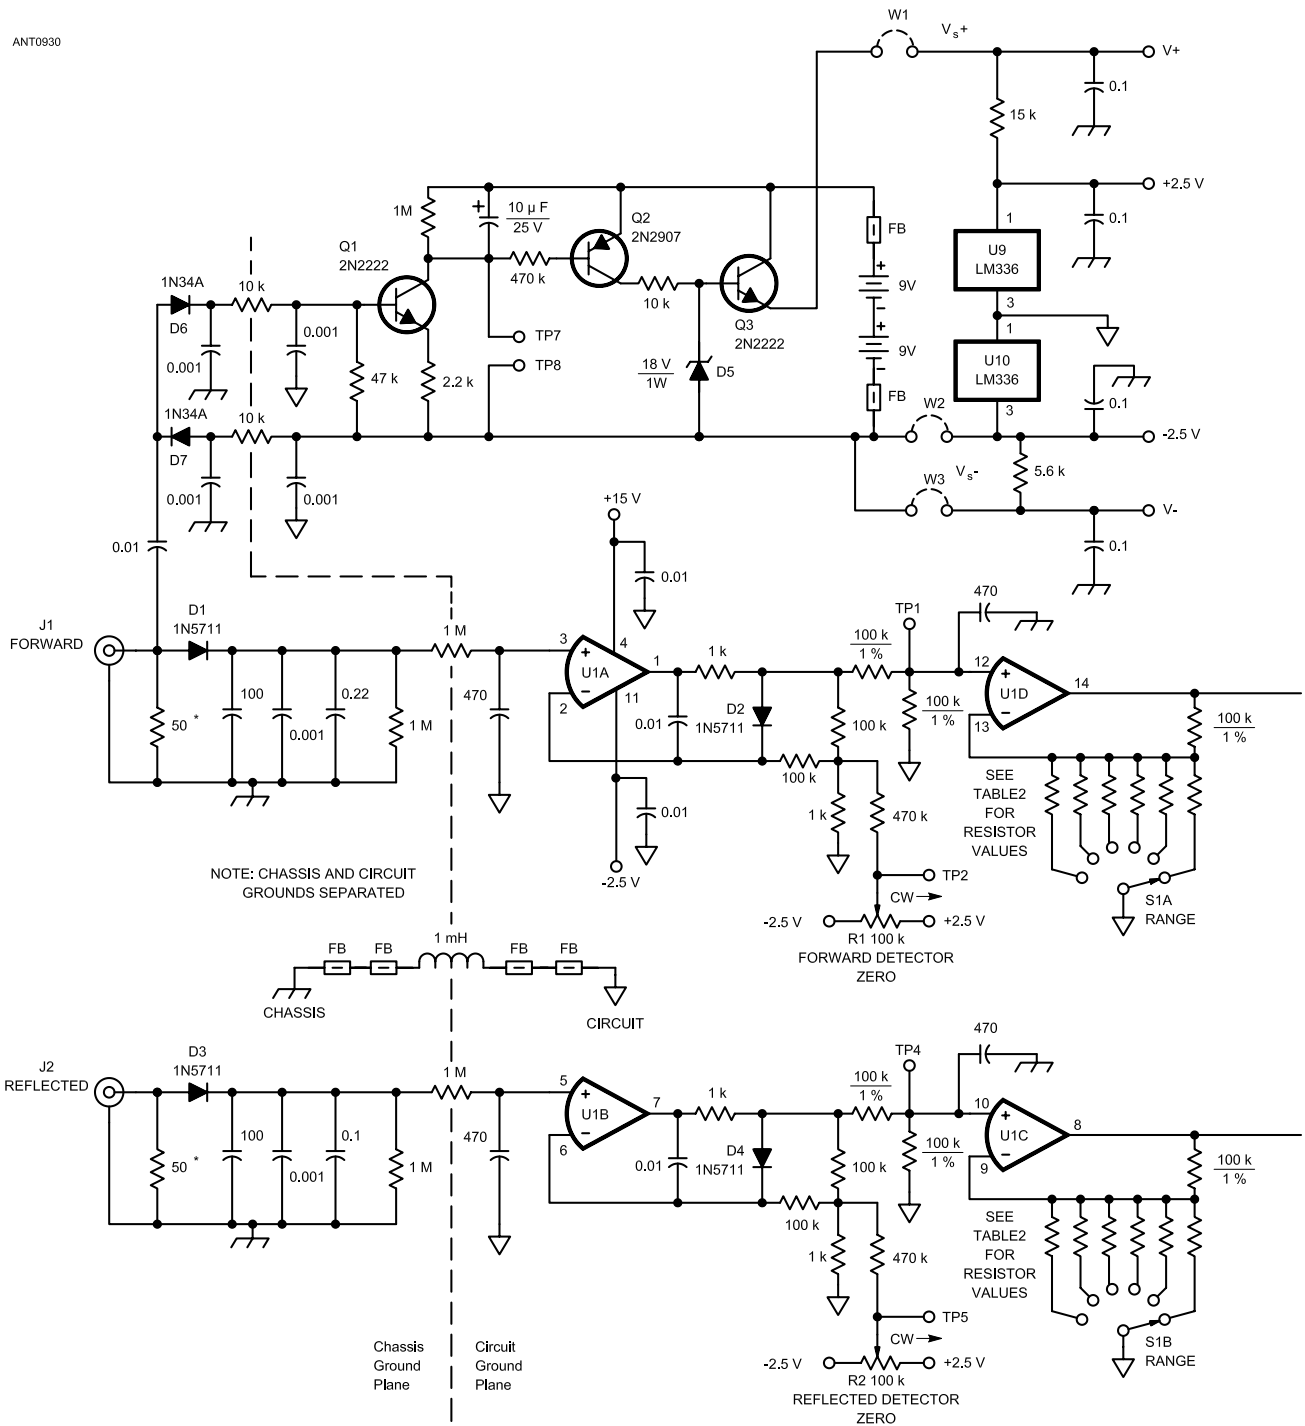 ANT0930
W1
Vs+
V+
0.1
15 k
+2.5 V
0.1
1
U9
LM336
3
1
U10
LM336
3
0.1
-2.5 V
1M
+
10 µ F
25 V
Q2
2N2907
Q1
2N2222
470 k
10 k
Q3
2N2222
FB
+
9V
-
+
9V
-
FB
1N34A
10 k
D6
0.001
0.001
TP7
TP8
18 V
1W
D5
47 k
2.2 k
W2
5.6 k
Vs-
W3
V-
0.1
1N34A
10 k
D7
0.001
0.001
0.01
+15 V
0.01
J1
FORWARD
D1
1N5711
1 M
3
+
4
U1A
1
-
2
11
50 *
100
0.001
0.22
1 M
470
1 k
0.01
D2
1N5711
100 k
100 k
1 %
TP1
100 k
1 %
470
12
+
U1D
14
-
13
100 k
1 %
100 k
1 k
470 k
0.01
-2.5 V
SEE
TABLE2
FOR
RESISTOR
VALUES
TP2
CW
-2.5 V
+2.5 V
R1 100 k
FORWARD DETECTOR
ZERO
S1A
RANGE
NOTE: CHASSIS AND CIRCUIT
GROUNDS SEPARATED
FB
FB
1 mH
FB
FB
CHASSIS
CIRCUIT
J2
REFLECTED
D3
1N5711
1 M
5
+
U1B
7
-
6
50 *
100
0.001
0.1
1 M
470
1 k
0.01
D4
1N5711
100 k
100 k
1 %
TP4
100 k
1 %
470
10
+
U1C
8
-
9
100 k
1 %
100 k
1 k
470 k
SEE
TABLE2
FOR
RESISTOR
VALUES
TP5
CW
-2.5 V
+2.5 V
R2 100 k
REFLECTED DETECTOR
ZERO
S1B
RANGE
Chassis
Ground
Plane
Circuit
Ground
Plane